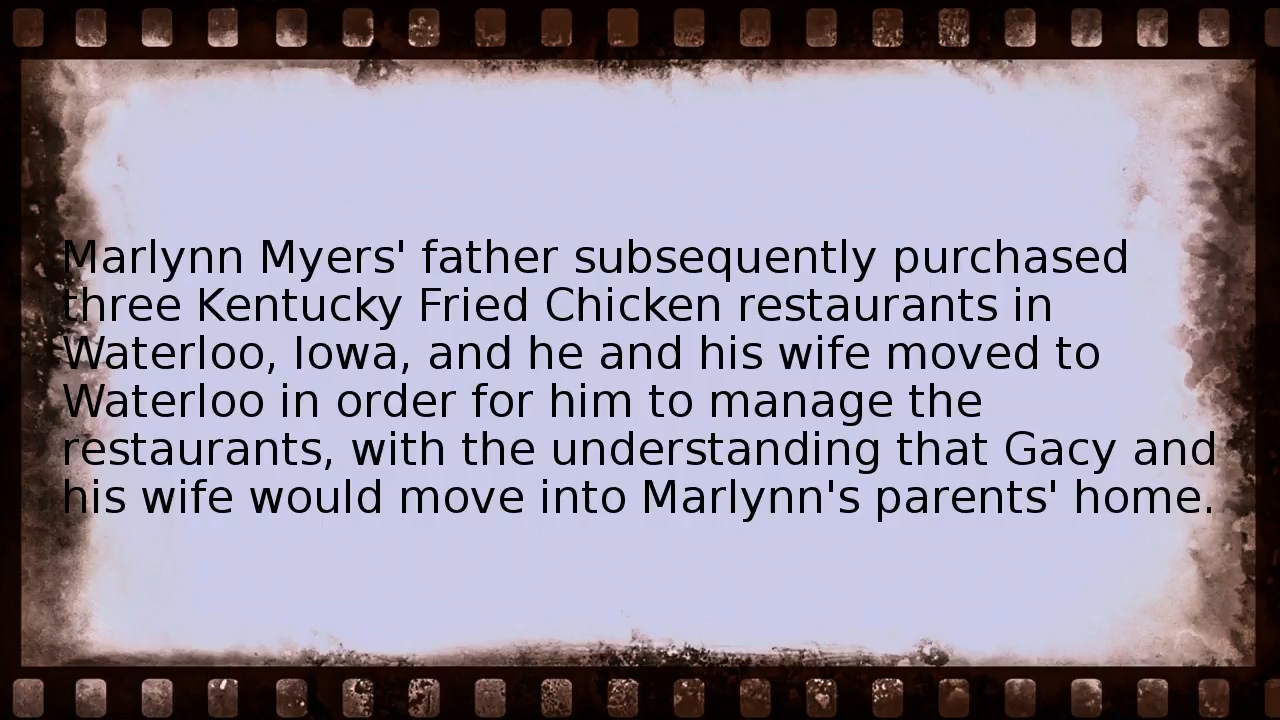 Marlynn Myers' father subsequently purchased
three Kentucky Fried Chicken restaurants in
Waterloo, Iowa, and he and his wife moved to
Waterloo in order for him to manage the
restaurants, with the understanding that Gacy and
his wife would move into Marlynn's parents' home.